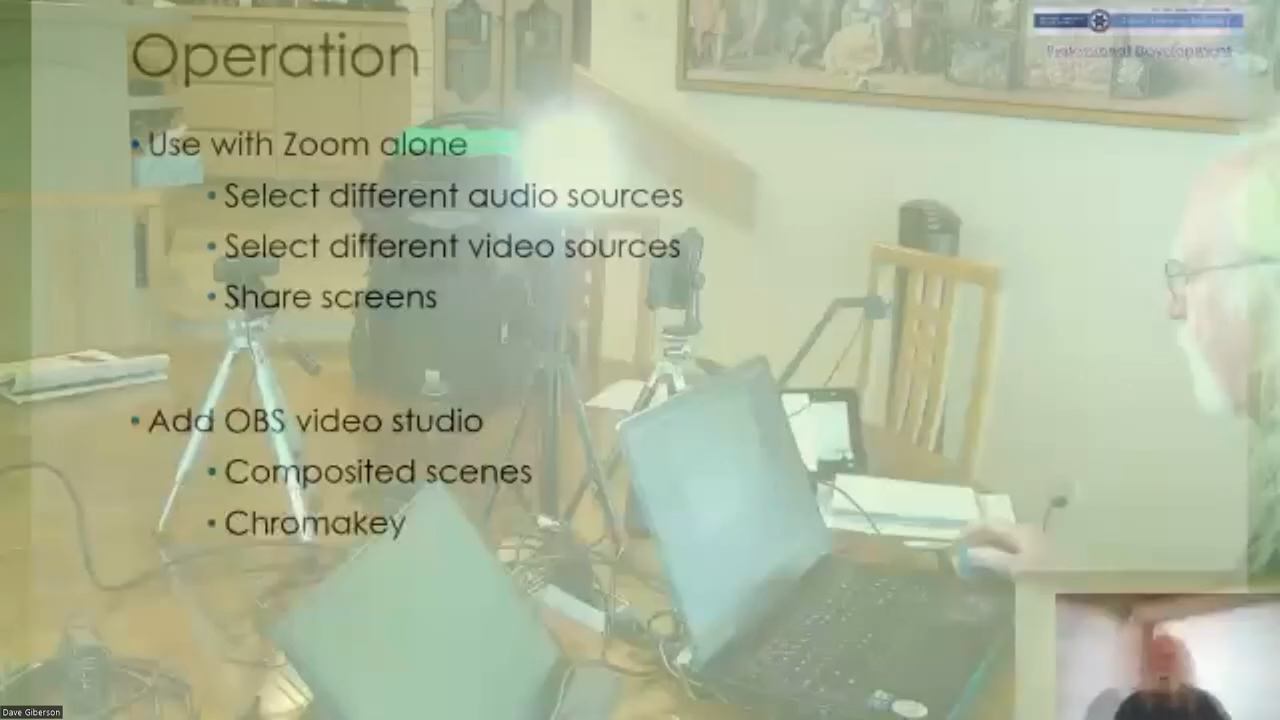 Operation
Professional Development
• Use with Zoom alone
• Select different audio sources
• Select different video sources
• Share screens
• Add OBS video studio
• Composited scenes
• Chromakey
Dave Giberson